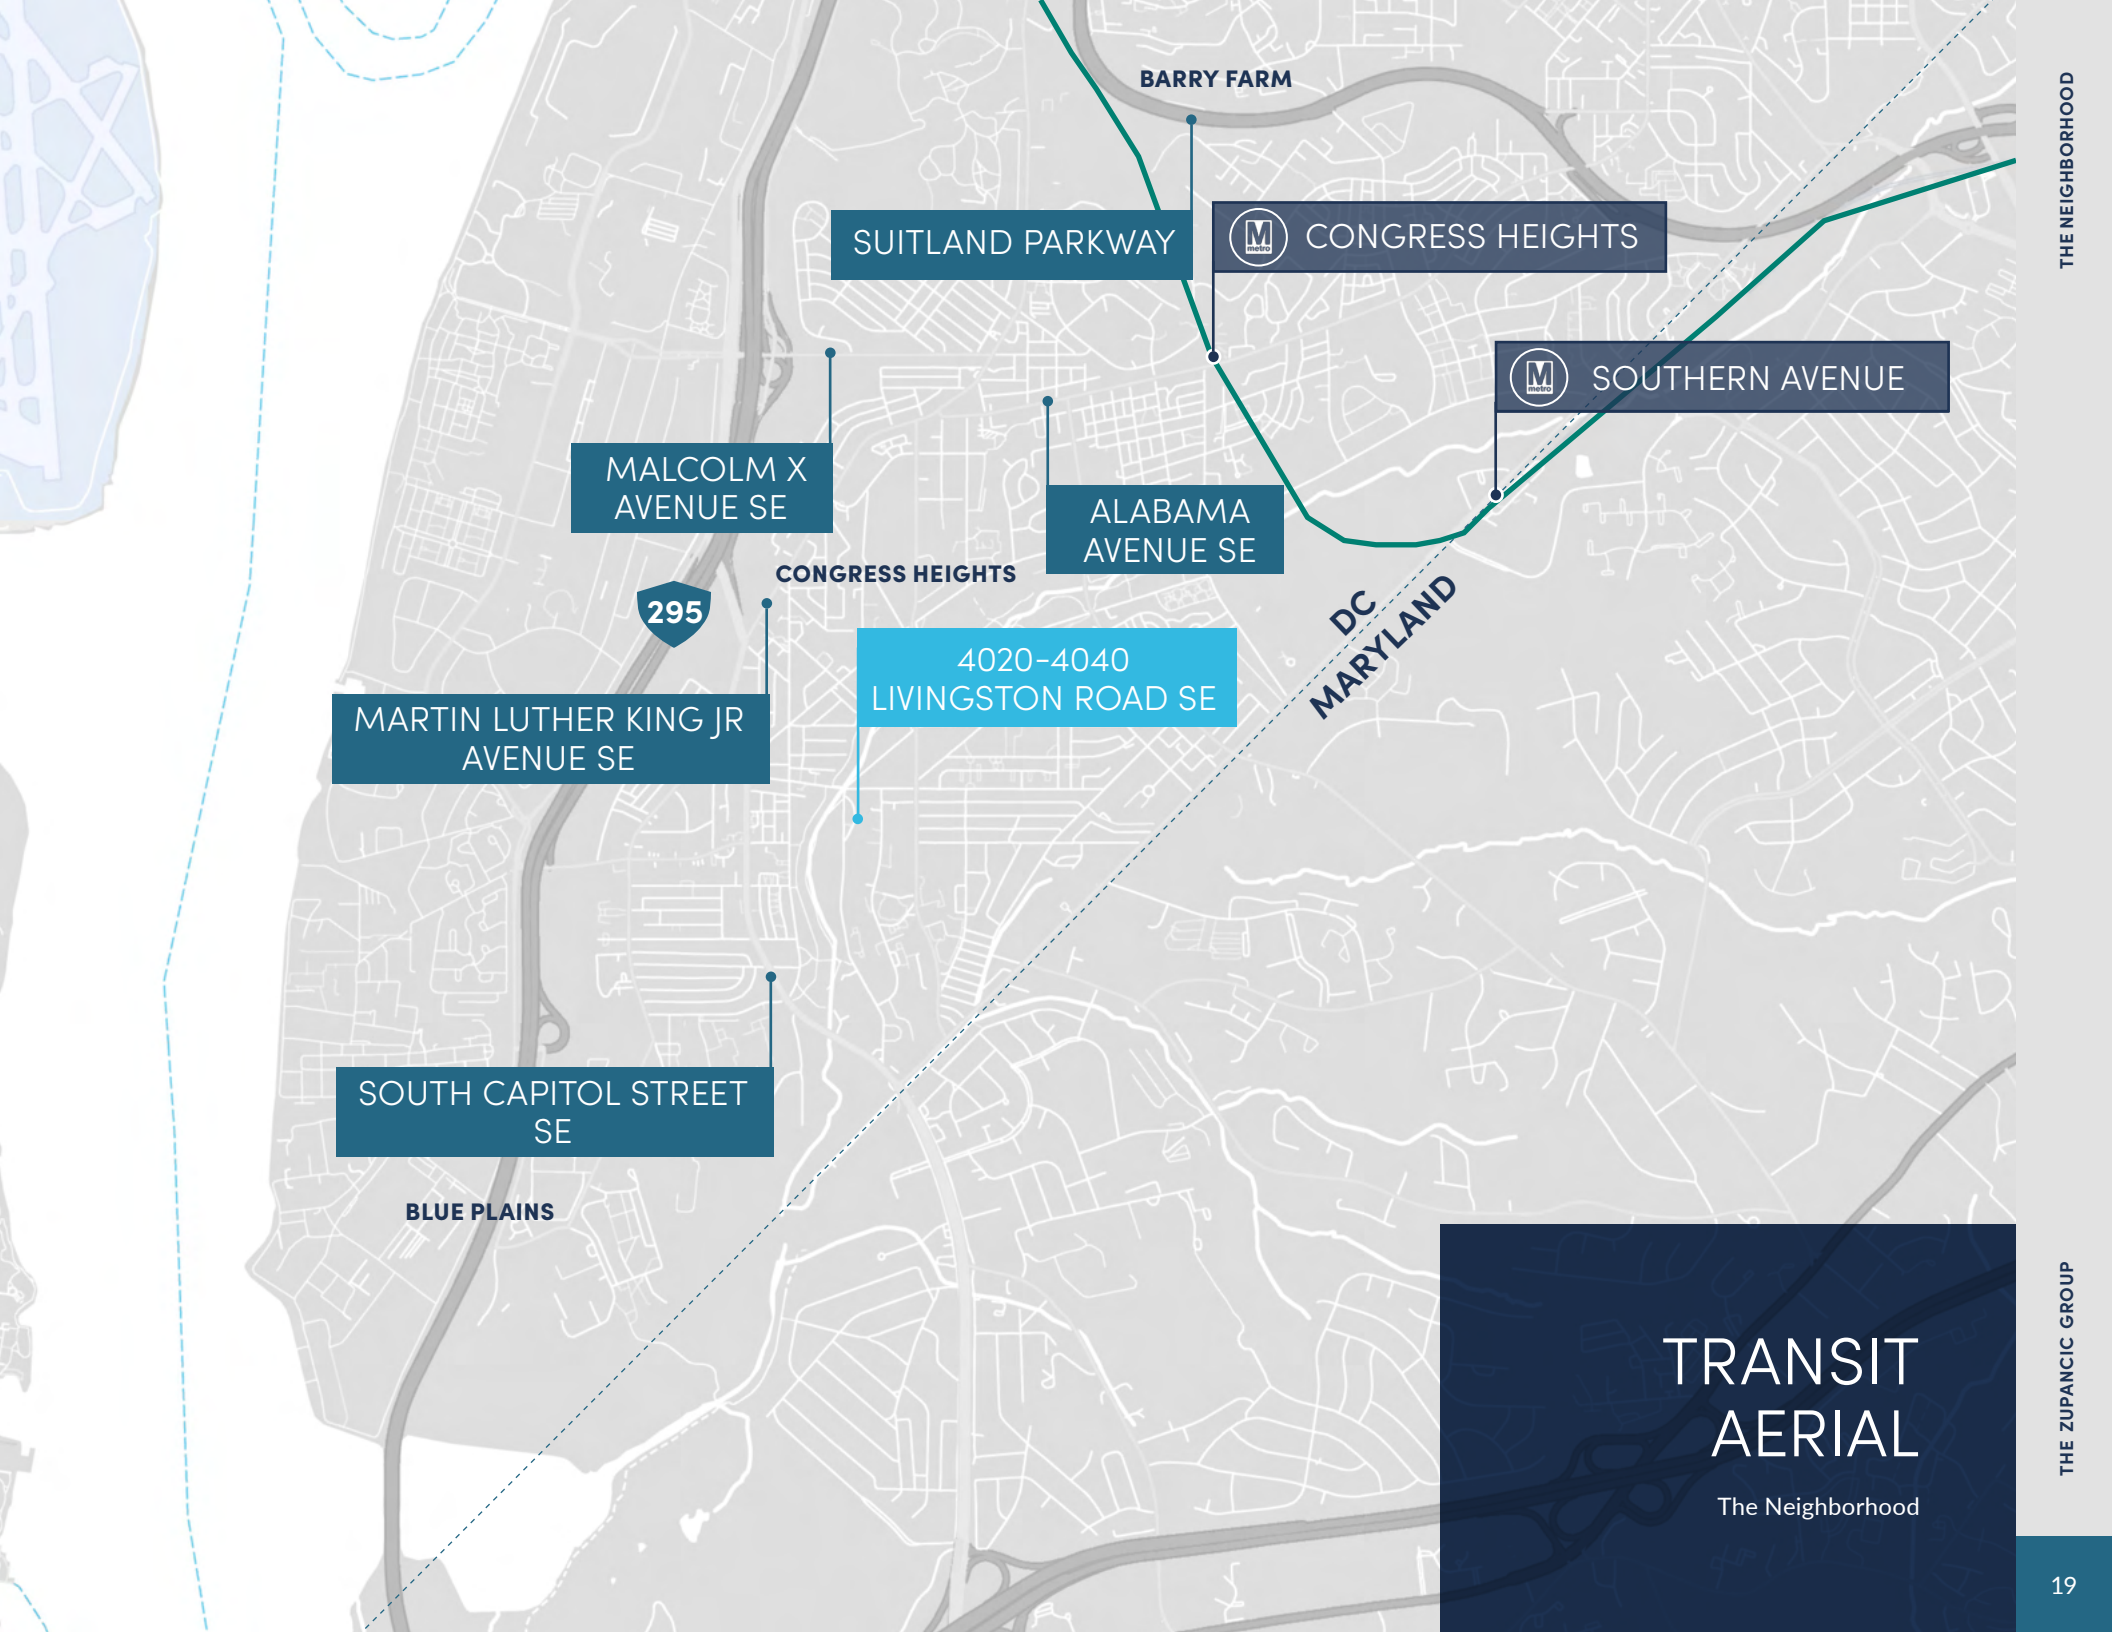 BARRY FARM
SUITLAND PARKWAY
M
metro
CONGRESS HEIGHTS
M
metro
SOUTHERN AVENUE
MALCOLM X
AVENUE SE
ALABAMA
AVENUE SE
CONGRESS HEIGHTS
295
DC
MARYLAND
4020-4040
LIVINGSTON ROAD SE
MARTIN LUTHER KING JR
AVENUE SE
SOUTH CAPITOL STREET
SE
BLUE PLAINS
TRANSIT
AERIAL
The Neighborhood
THE NEIGHBORHOOD
THE ZUPANCIC GROUP
19